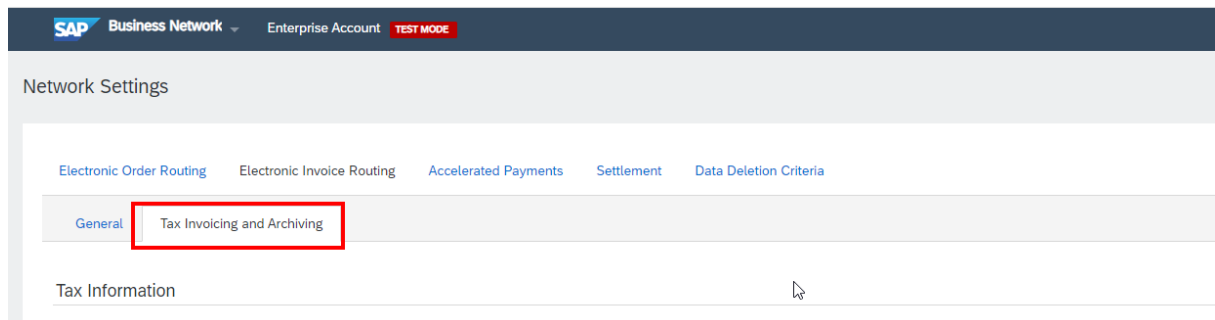 SAP Business Network Enterprise Account TEST MODE
Network Settings
Electronic Order Routing Electronic Invoice Routing Accelerated Payments Settlement Data Deletion Criteria
General Tax Invoicing and Archiving
Tax Information